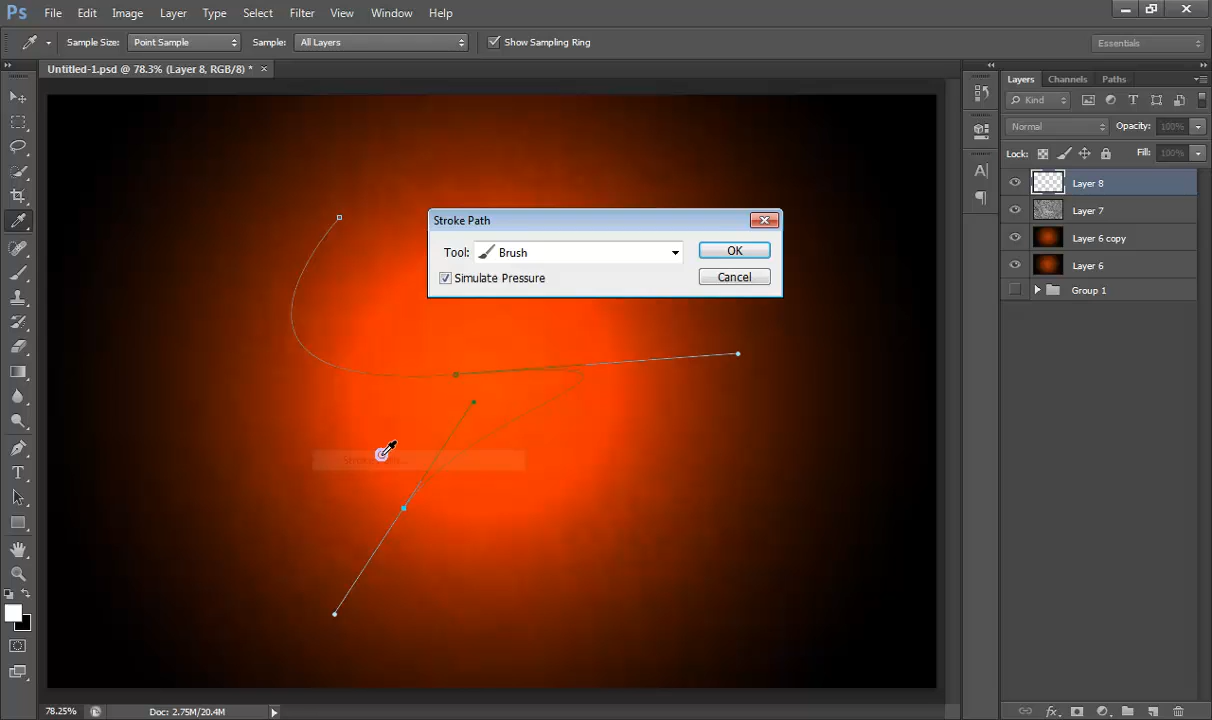 Ps File Edit Image Layer Type Select Filter View Window Help
Sample Size: Point Sample Sample: All Layers Show Sampling Ring Essentials
Untitled-1.psd @ 78.3% (Layer 8, RGB/8) * ×
Layers Channels Paths
Kind
Normal Opacity: 100%
Lock: Fill: 100%
Layer 8
Layer 7
Layer 6 copy
Layer 6
Group 1
Stroke Path
Tool: Brush OK
Simulate Pressure Cancel
78.25% Doc: 2.75M/20.4M